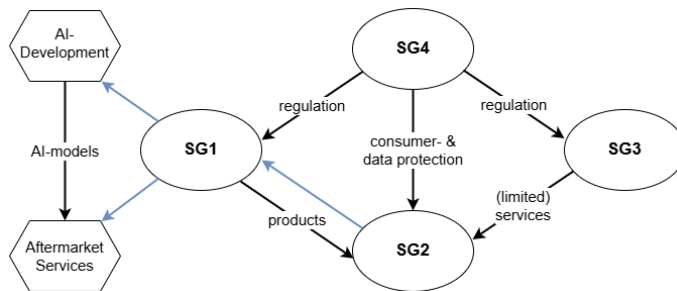 AI-
Development
SG4
regulation
regulation
AI-models
SG1
consumer- &
data protection
SG3
(limited)
services
products
Aftermarket
Services
SG2